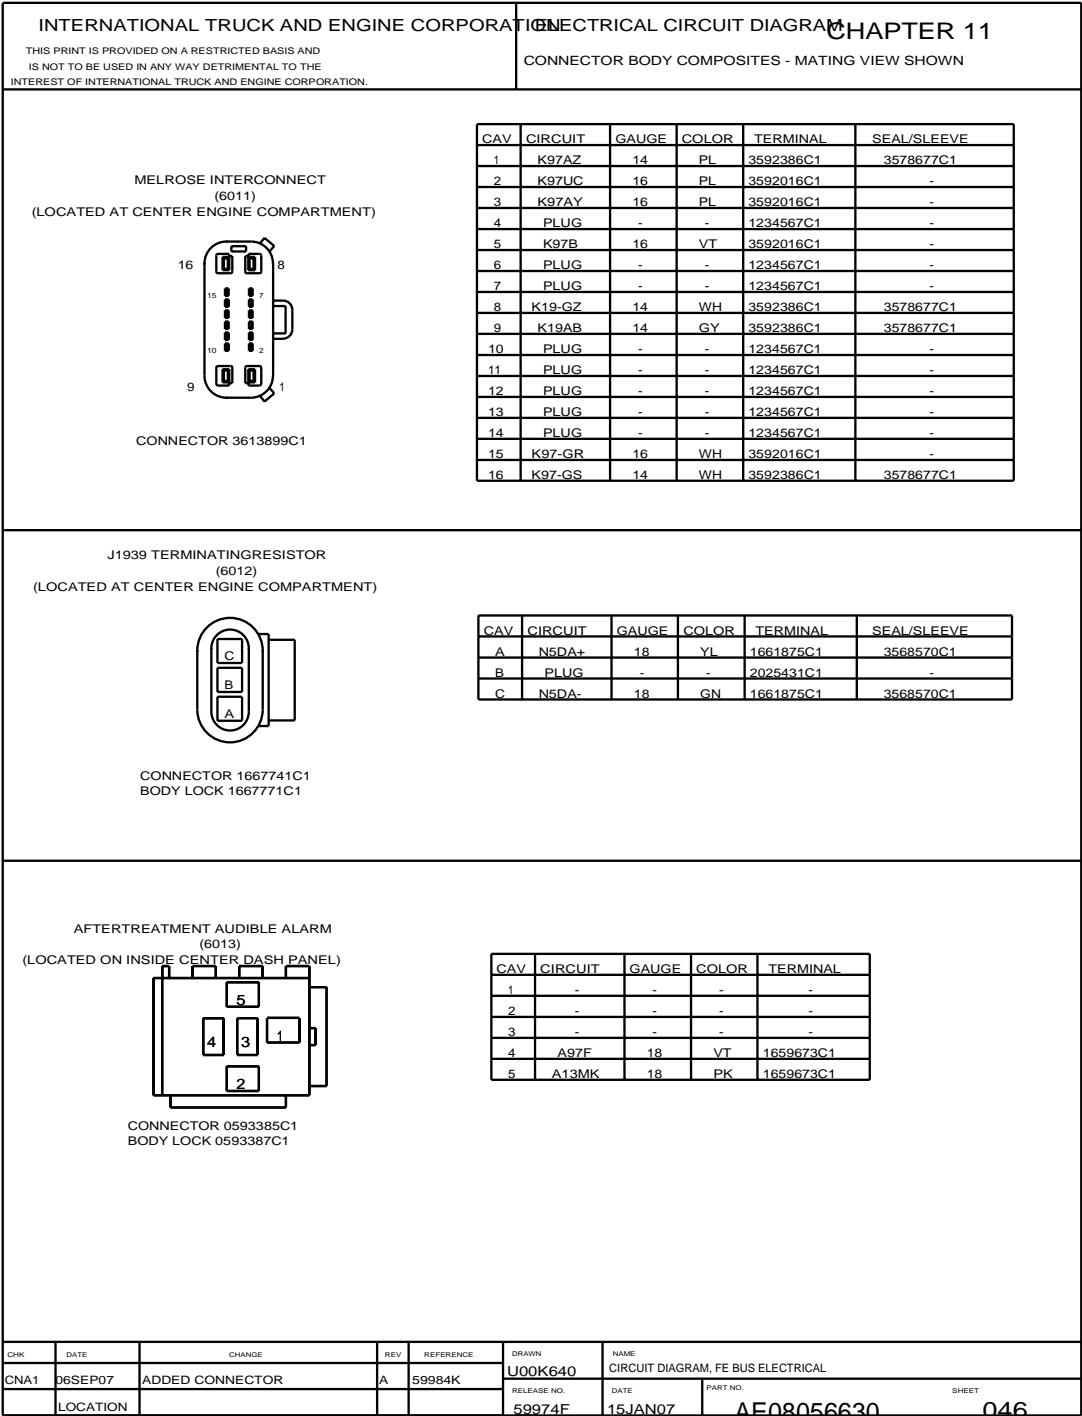 INTERNATIONAL TRUCK AND ENGINE CORPORATION
THIS PRINT IS PROVIDED ON A RESTRICTED BASIS AND
IS NOT TO BE USED IN ANY WAY DETRIMENTAL TO THE
INTEREST OF INTERNATIONAL TRUCK AND ENGINE CORPORATION.
ELECTRICAL CIRCUIT DIAGRAM
CHAPTER 11
CONNECTOR BODY COMPOSITES - MATING VIEW SHOWN
MELROSE INTERCONNECT
(6011)
(LOCATED AT CENTER ENGINE COMPARTMENT)
16 8
15 7
10 2
9 1
CONNECTOR 3613899C1
CAV CIRCUIT GAUGE COLOR TERMINAL SEAL/SLEEVE
1 K97AZ 14 PL 3592386C1 3578677C1
2 K97UC 16 PL 3592016C1 -
3 K97AY 16 PL 3592016C1 -
4 PLUG - - 1234567C1 -
5 K97B 16 VT 3592016C1 -
6 PLUG - - 1234567C1 -
7 PLUG - - 1234567C1 -
8 K19-GZ 14 WH 3592386C1 3578677C1
9 K19AB 14 GY 3592386C1 3578677C1
10 PLUG - - 1234567C1 -
11 PLUG - - 1234567C1 -
12 PLUG - - 1234567C1 -
13 PLUG - - 1234567C1 -
14 PLUG - - 1234567C1 -
15 K97-GR 16 WH 3592016C1 -
16 K97-GS 14 WH 3592386C1 3578677C1
J1939 TERMINATINGRESISTOR
(6012)
(LOCATED AT CENTER ENGINE COMPARTMENT)
C
B
A
CONNECTOR 1667741C1
BODY LOCK 1667771C1
CAV CIRCUIT GAUGE COLOR TERMINAL SEAL/SLEEVE
A N5DA+ 18 YL 1661875C1 3568570C1
B PLUG - - 2025431C1 -
C N5DA- 18 GN 1661875C1 3568570C1
AFTERTREATMENT AUDIBLE ALARM
(6013)
(LOCATED ON INSIDE CENTER DASH PANEL)
5
4 3 1
2
CONNECTOR 0593385C1
BODY LOCK 0593387C1
CAV CIRCUIT GAUGE COLOR TERMINAL
1 - - - -
2 - - - -
3 - - - -
4 A97F 18 VT 1659673C1
5 A13MK 18 PK 1659673C1
CHK DATE CHANGE REV REFERENCE
CNA1 06SEP07 ADDED CONNECTOR A 59984K
LOCATION
DRAWN
U00K640
NAME
CIRCUIT DIAGRAM, FE BUS ELECTRICAL
RELEASE NO.
59974F
DATE
15JAN07
PART NO.
AE08056630
SHEET
046